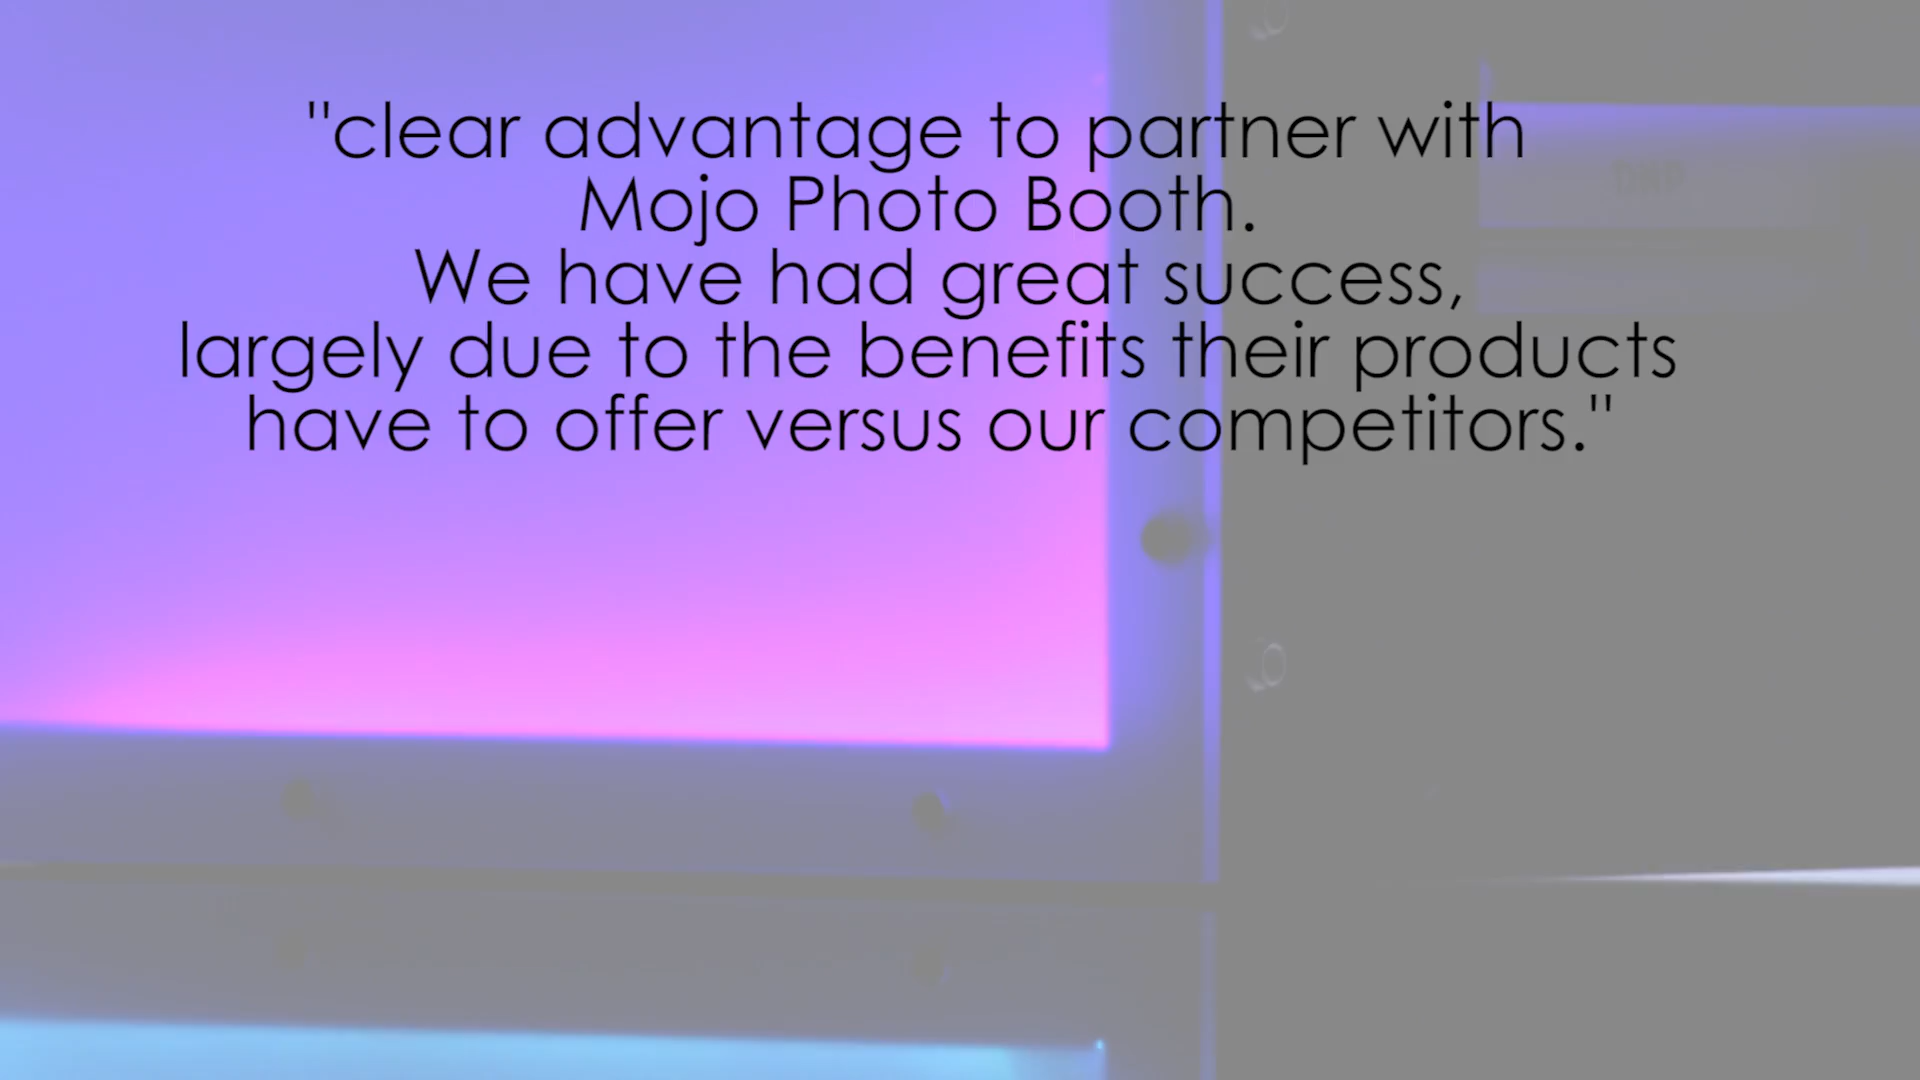 "clear advantage to partner with
Mojo Photo Booth.
We have had great success,
largely due to the benefits their products
have to offer versus our competitors."
DNP